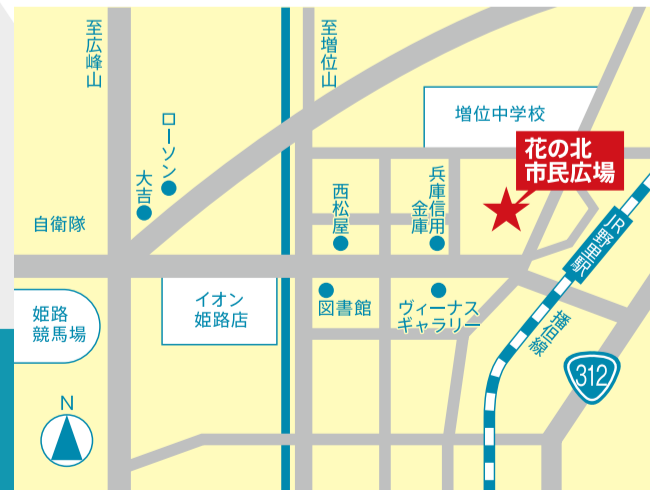 至広峰山
至増位山
ローソン
大吉
増位中学校
花の北
市民広場
兵庫信用
金庫
西松屋
自衛隊
JR野里駅
イオン
姫路店
姫路
競馬場
図書館
ヴィーナス
ギャラリー
播但線
312
N